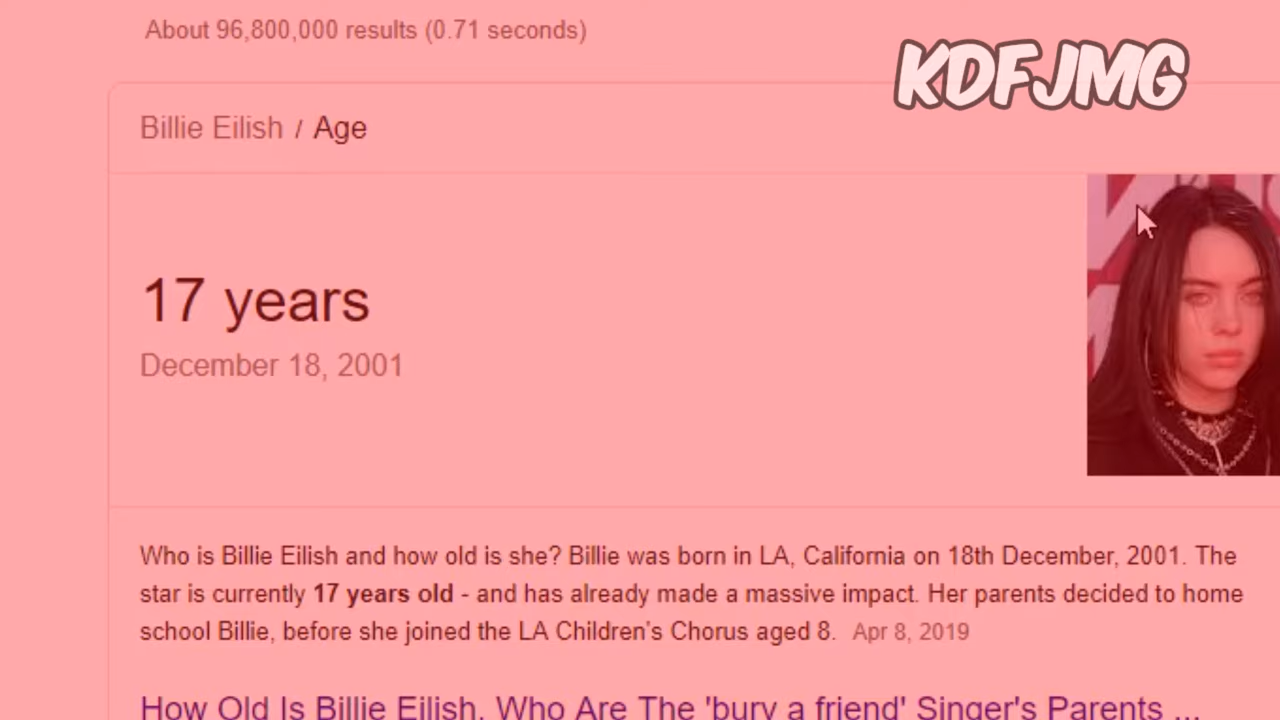 About 96,800,000 results (0.71 seconds)
KDFJMG
Billie Eilish / Age
17 years
December 18, 2001
Who is Billie Eilish and how old is she? Billie was born in LA, California on 18th December, 2001. The
star is currently 17 years old - and has already made a massive impact. Her parents decided to home
school Billie, before she joined the LA Children's Chorus aged 8. Apr 8, 2019
How Old Is Billie Eilish, Who Are The 'bury a friend' Singer's Parents ...